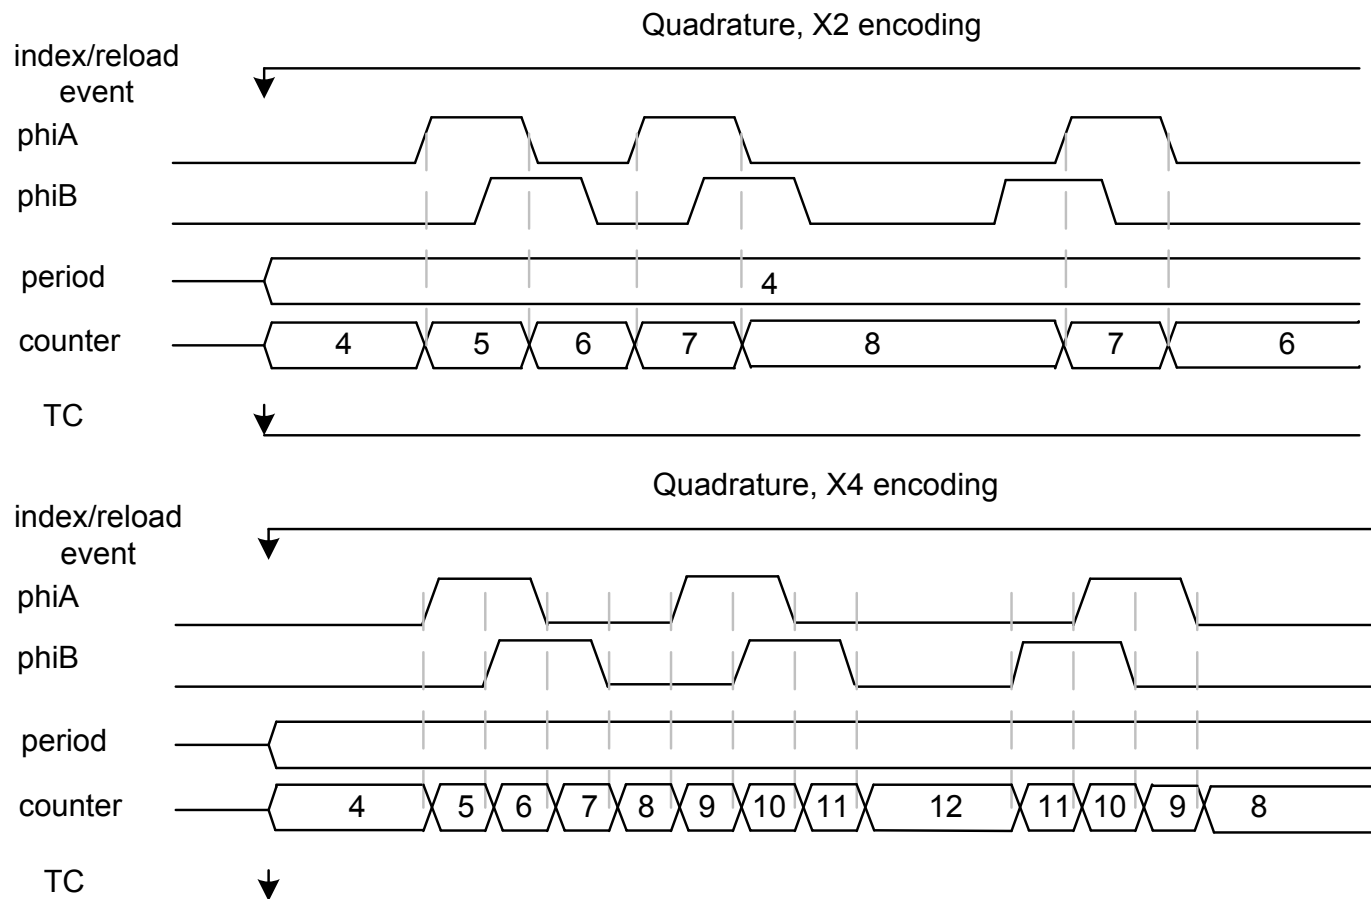 Quadrature, X2 encoding
index/reload
event
phiA
phiB
period
4
counter
4 5 6 7 8 7 6
TC
Quadrature, X4 encoding
index/reload
event
phiA
phiB
period
counter
4 5 6 7 8 9 10 11 12 11 10 9 8
TC